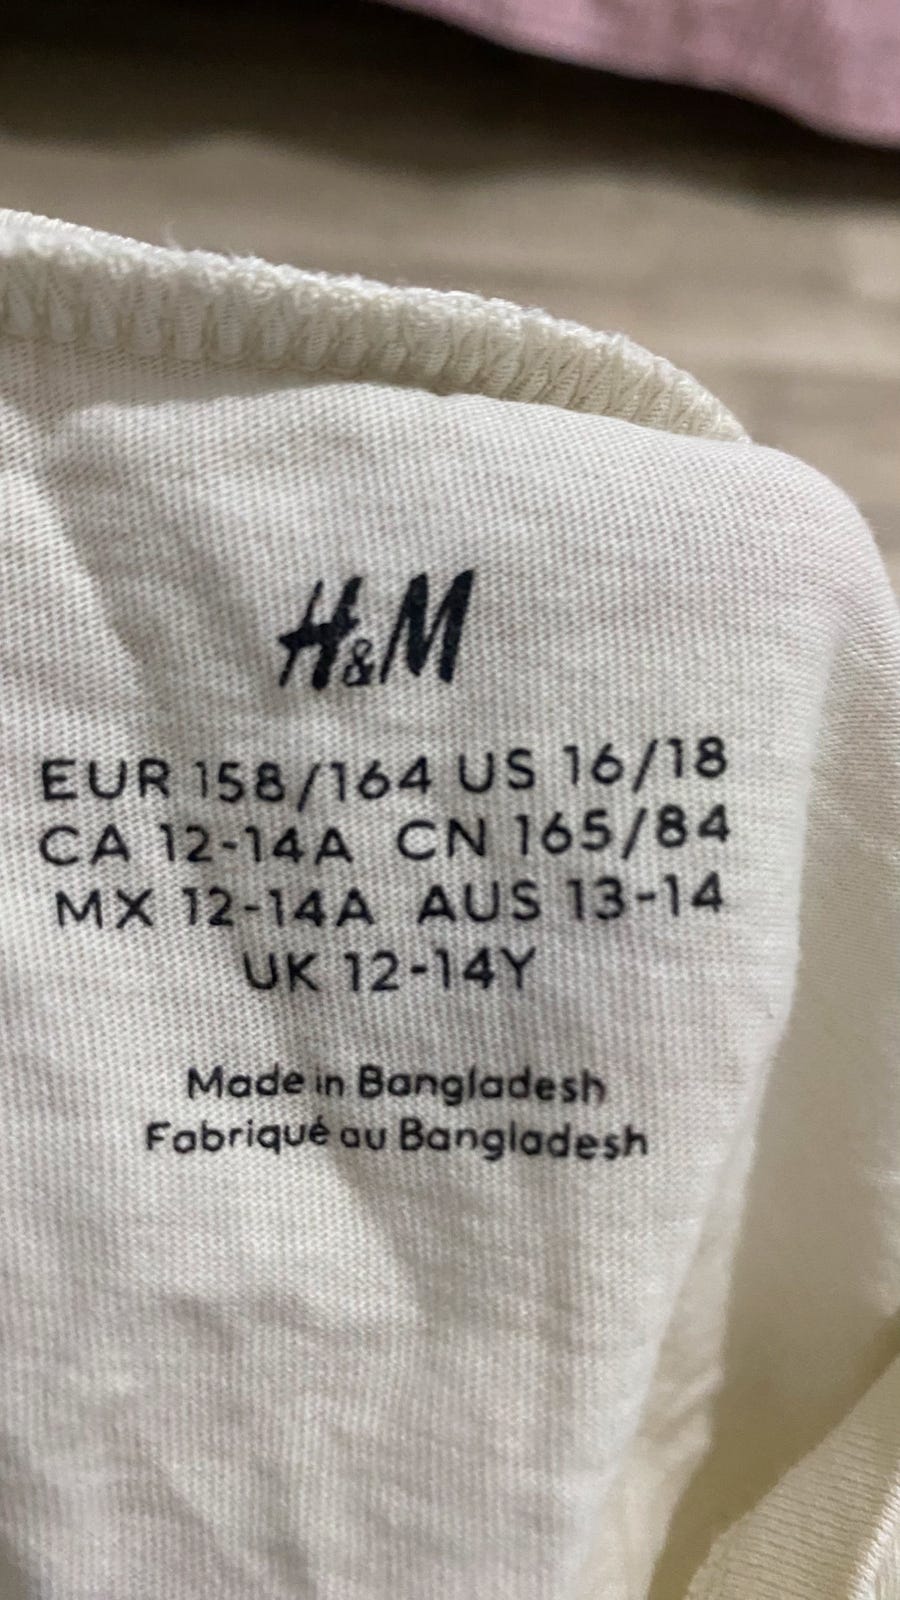 H&M
EUR 158/164 US 16/18
CA 12-14A CN 165/84
MX 12-14A AUS 13-14
UK 12-14Y
Made in Bangladesh
Fabriqué au Bangladesh